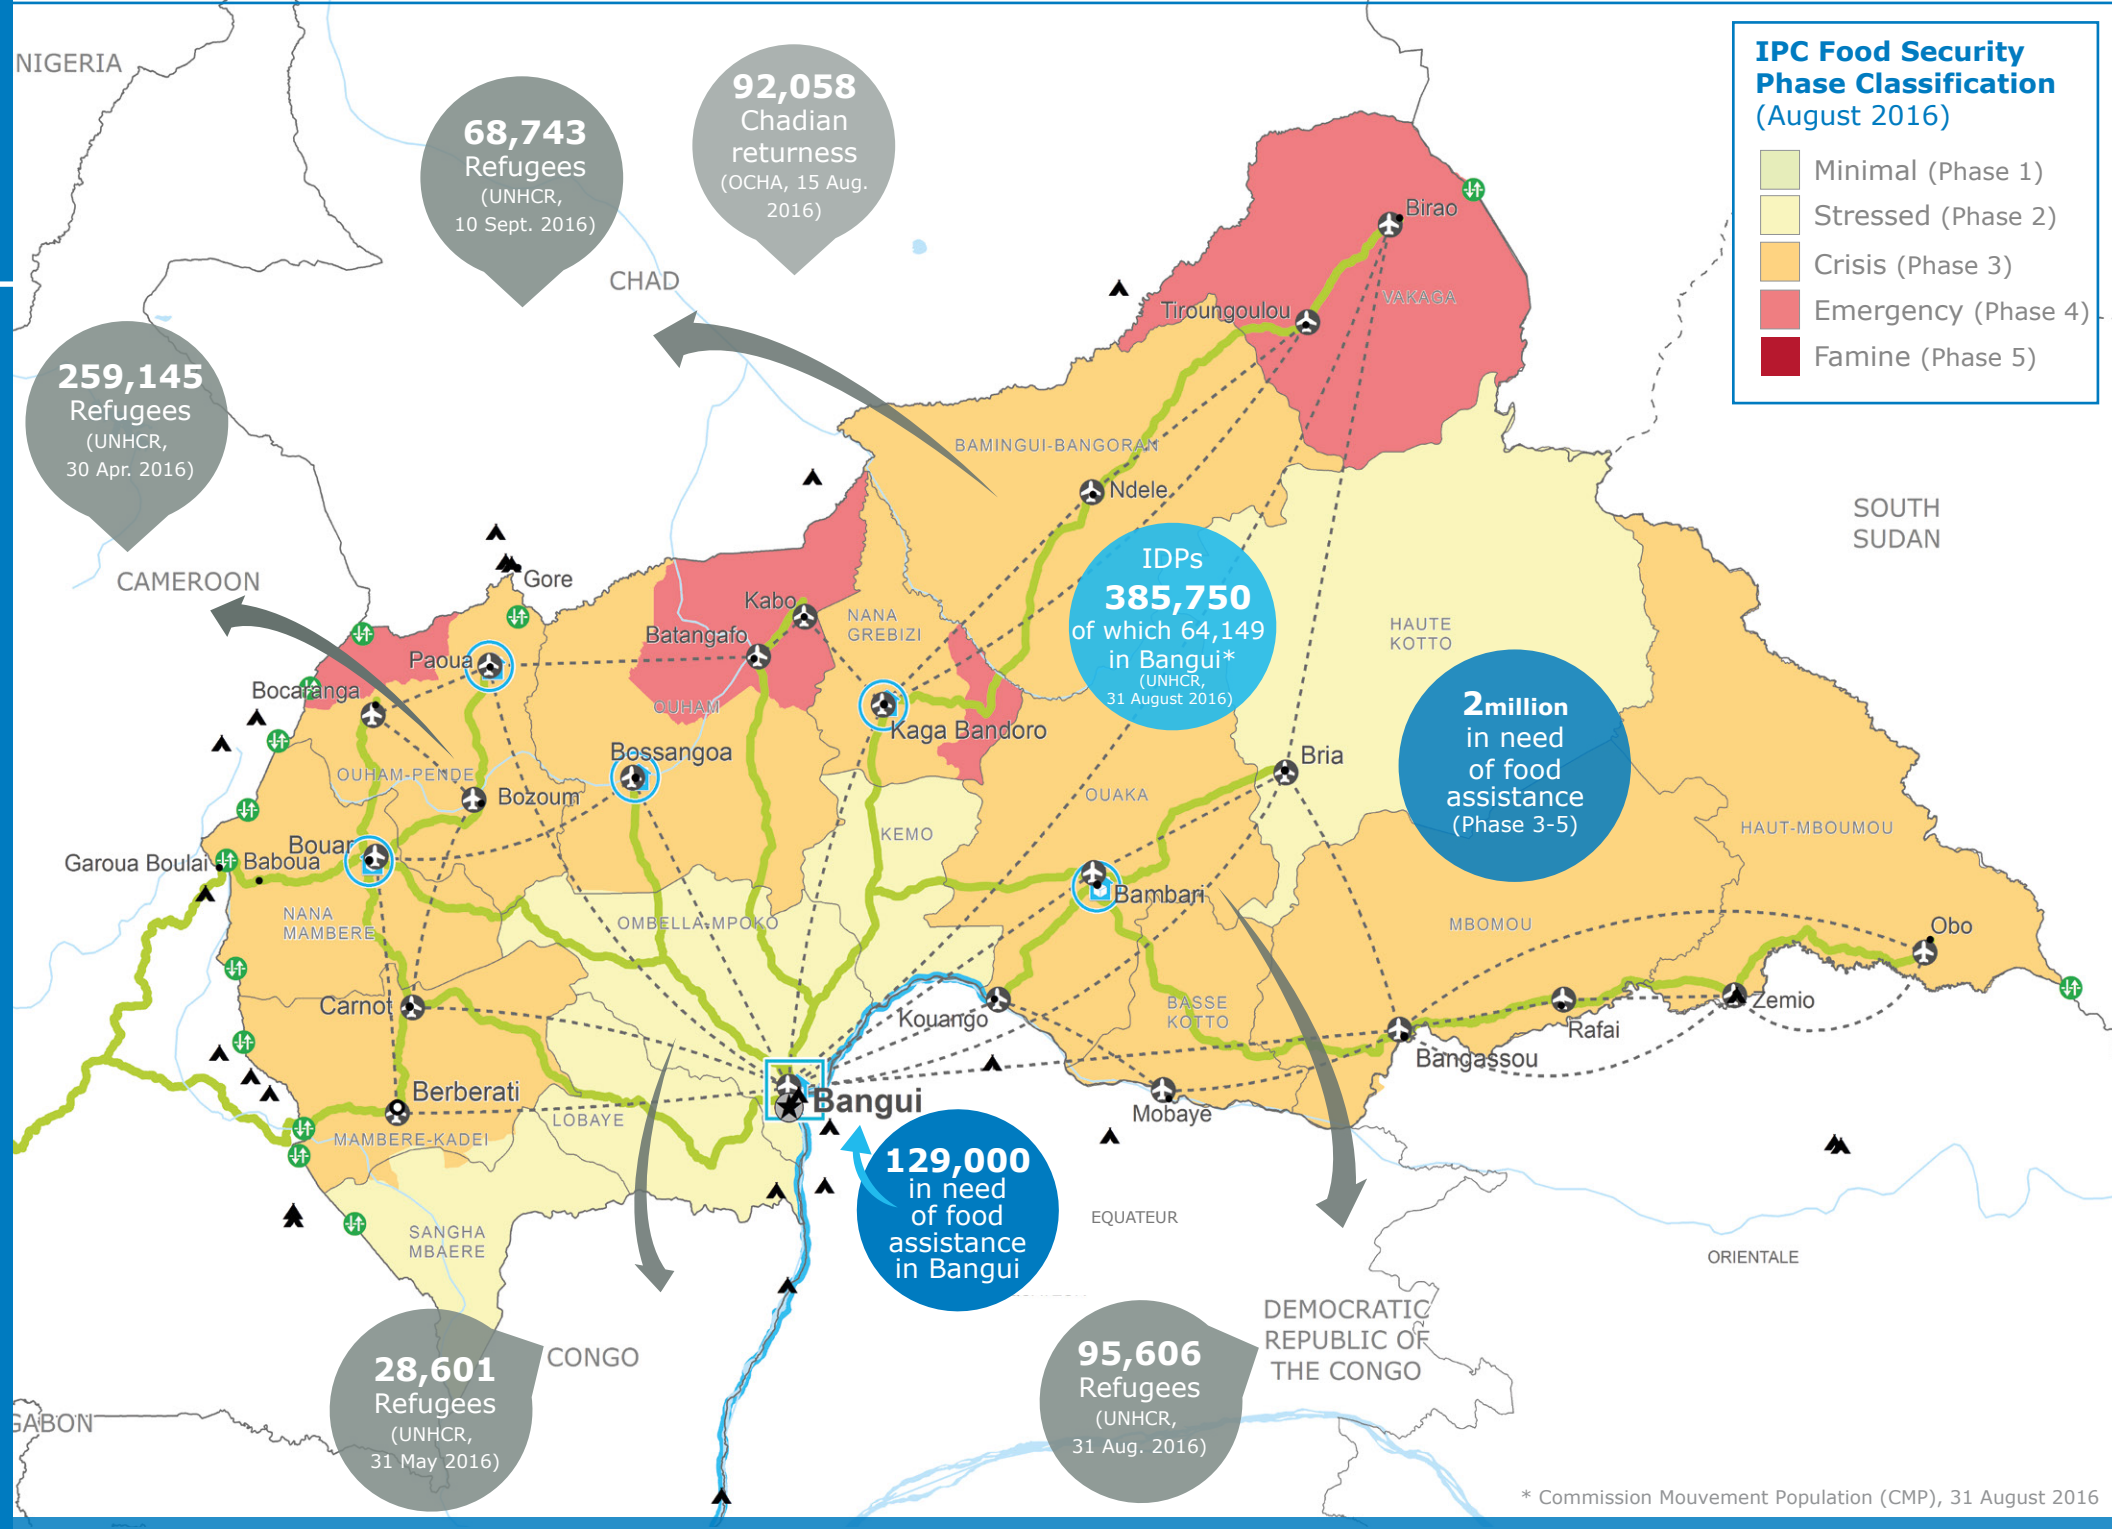 NIGERIA
68,743
Refugees
(UNHCR,
10 Sept. 2016)
92,058
Chadian
returness
(OCHA, 15 Aug.
2016)
IPC Food Security
Phase Classification
(August 2016)
Minimal (Phase 1)
Stressed (Phase 2)
Crisis (Phase 3)
Emergency (Phase 4)
Famine (Phase 5)
CHAD
Birao
VAKAGA
Tiroungoulou
259,145
Refugees
(UNHCR,
30 Apr. 2016)
BAMINGUI-BANGORAN
Ndele
SOUTH
SUDAN
CAMEROON
Gore
IDPs
385,750
of which 64,149
in Bangui*
(UNHCR,
31 August 2016)
Kabo
NANA
GREBIZI
Batangafo
HAUTE
KOTTO
Paoua
Bocaranga
OUHAM
Kaga Bandoro
2million
in need
of food
assistance
(Phase 3-5)
Bossangoa
Bria
OUHAM-PENDE
Bozoum
OUAKA
KEMO
HAUT-MBOUMOU
Bouar
Garoua Boulai
Baboua
Bambari
NANA
MAMBERE
OMBELLA-MPOKO
MBOMOU
Obo
Carnot
Kouango
BASSE
KOTTO
Zemio
Rafai
Bangassou
Berberati
Bangui
Mobaye
LOBAYE
MAMBERE-KADEI
129,000
in need
of food
assistance
in Bangui
SANGHA
MBAERE
EQUATEUR
ORIENTALE
DEMOCRATIC
REPUBLIC OF
THE CONGO
CONGO
28,601
Refugees
(UNHCR,
31 May 2016)
95,606
Refugees
(UNHCR,
31 Aug. 2016)
GABON
* Commission Mouvement Population (CMP), 31 August 2016